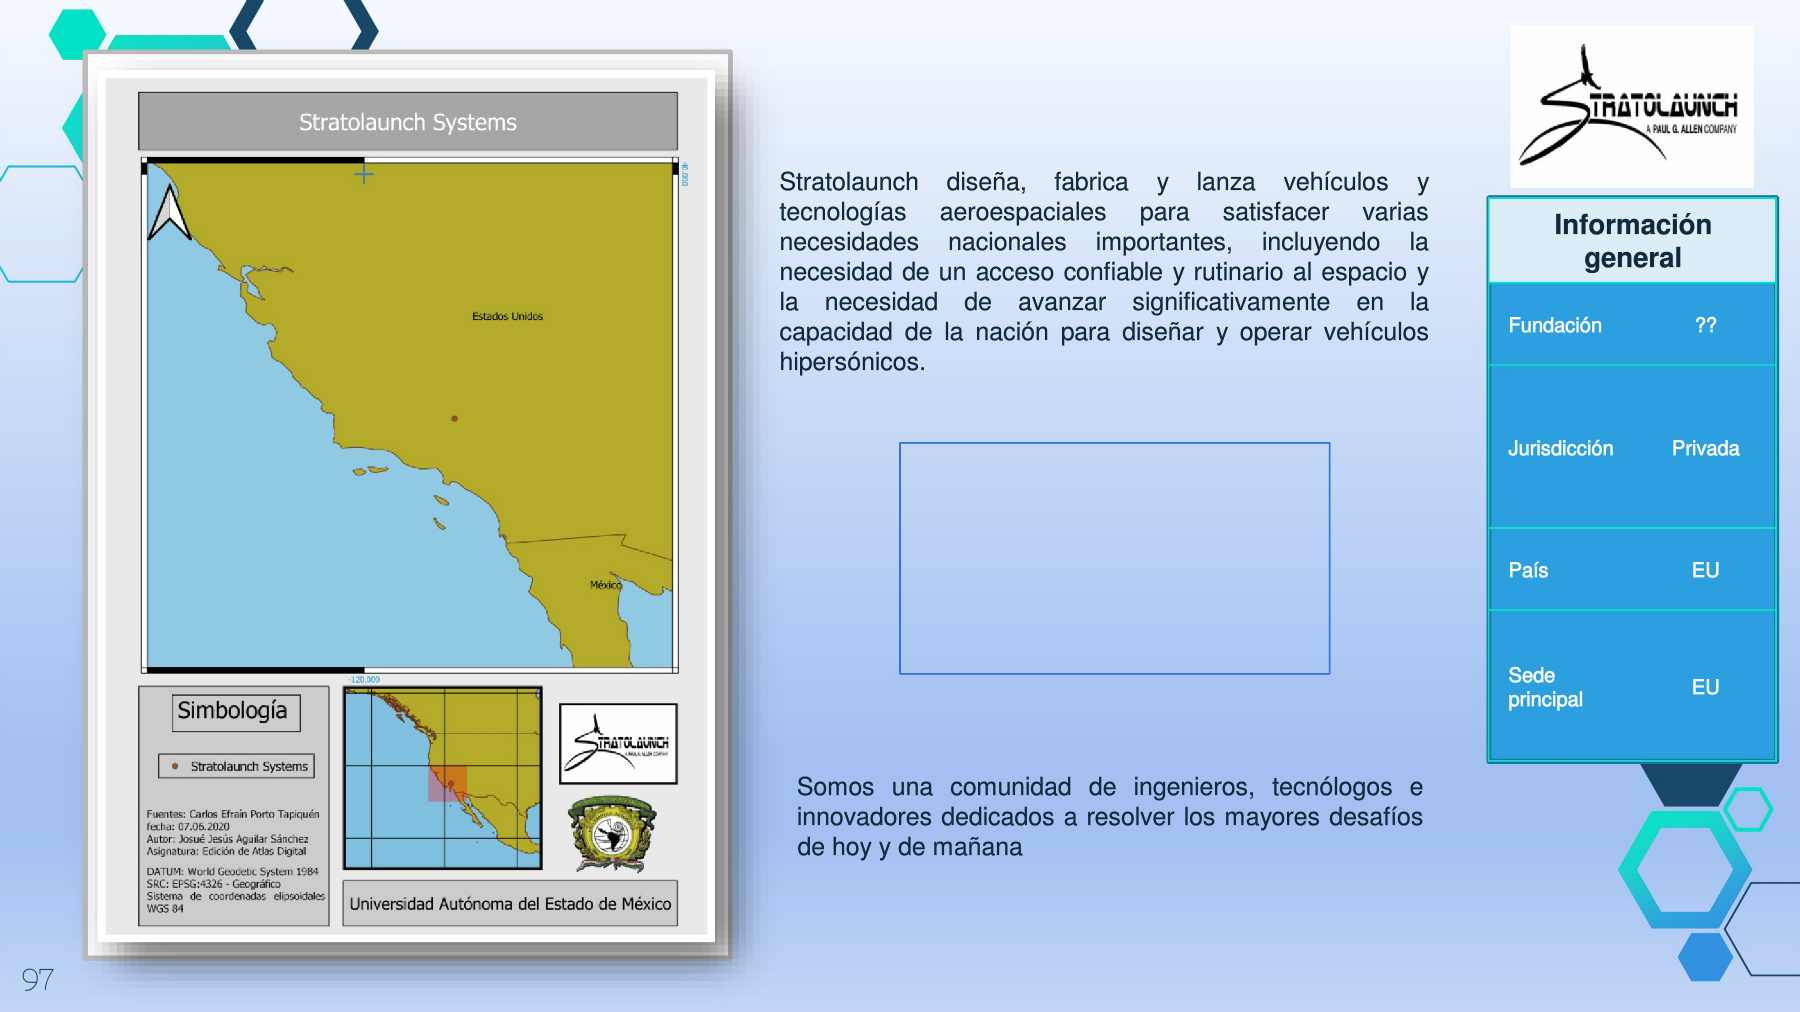 Stratolaunch Systems
40.000
Estados Unidos
México
-120.000
Simbología
Stratolaunch Systems
Fuentes: Carlos Efraín Porto Tapiquén
fecha: 07.06.2020
Autor: Josué Jesús Aguilar Sánchez
Asignatura: Edición de Atlas Digital
DATUM: World Geodetic System 1984
SRC: EPSG:4326 - Geográfico
Sistema de coordenadas elipsoidales
WGS 84
STRATOLAUNCH
A PAUL G. ALLEN COMPANY
Universidad Autónoma del Estado de México
Stratolaunch diseña, fabrica y lanza vehículos y
tecnologías aeroespaciales para satisfacer varias
necesidades nacionales importantes, incluyendo la
necesidad de un acceso confiable y rutinario al espacio y
la necesidad de avanzar significativamente en la
capacidad de la nación para diseñar y operar vehículos
hipersónicos.
Somos una comunidad de ingenieros, tecnólogos e
innovadores dedicados a resolver los mayores desafíos
de hoy y de mañana
STRATOLAUNCH
A PAUL G. ALLEN COMPANY
Información
general
Fundación ??
Jurisdicción Privada
País EU
Sede
principal EU
97